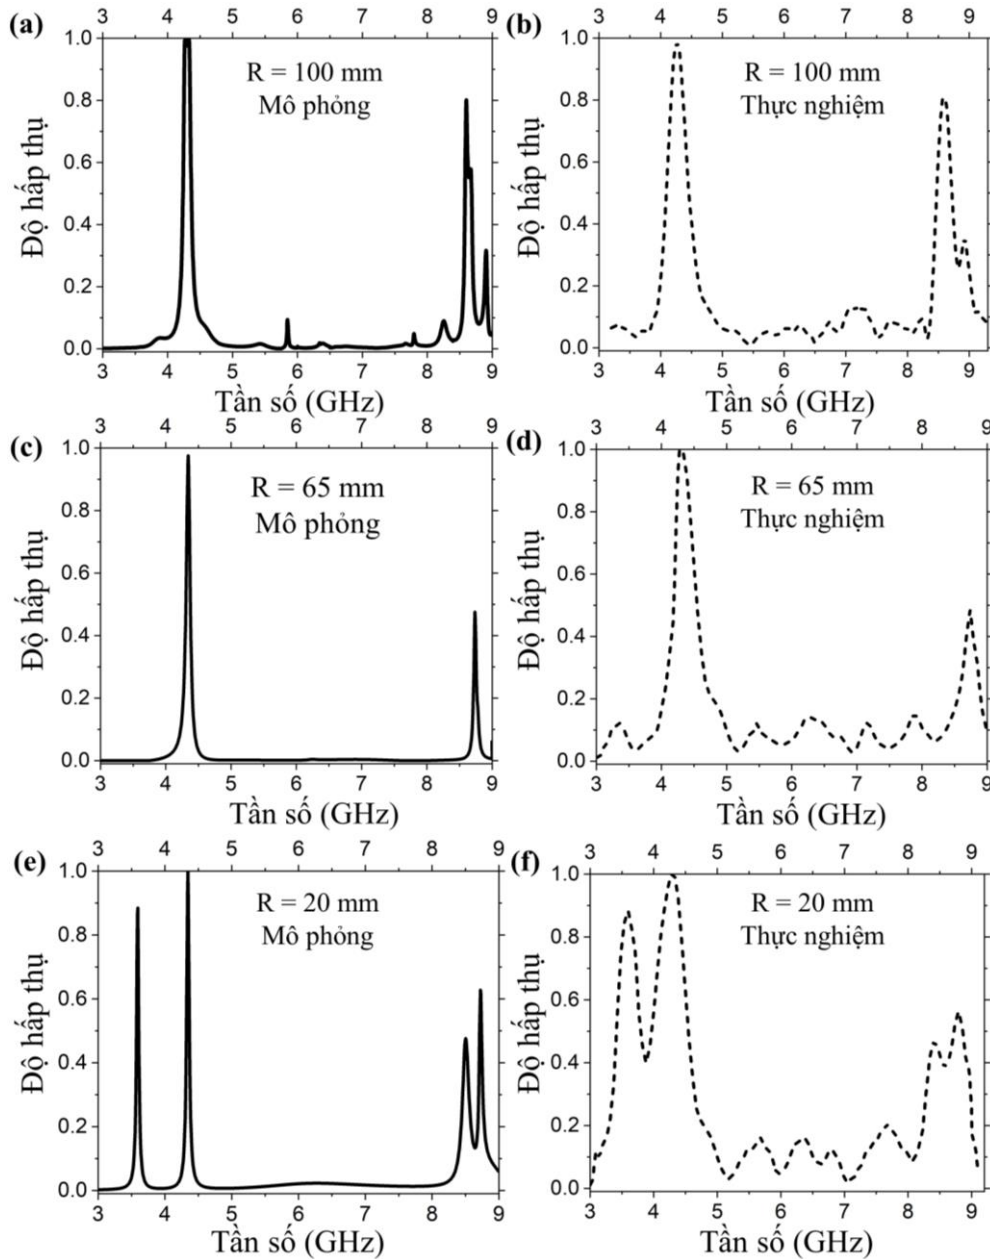 (a)
3 4 5 6 7 8 9
1.0
0.8
0.6
0.4
0.2
0.0
Độ hấp thụ
R = 100 mm
Mô phỏng
3 4 5 6 7 8 9
Tần số (GHz)
(b)
3 4 5 6 7 8 9
1.0
0.8
0.6
0.4
0.2
0.0
Độ hấp thụ
R = 100 mm
Thực nghiệm
3 4 5 6 7 8 9
Tần số (GHz)
(c)
3 4 5 6 7 8 9
1.0
0.8
0.6
0.4
0.2
0.0
Độ hấp thụ
R = 65 mm
Mô phỏng
3 4 5 6 7 8 9
Tần số (GHz)
(d)
3 4 5 6 7 8 9
1.0
0.8
0.6
0.4
0.2
0.0
Độ hấp thụ
R = 65 mm
Thực nghiệm
3 4 5 6 7 8 9
Tần số (GHz)
(e)
3 4 5 6 7 8 9
1.0
0.8
0.6
0.4
0.2
0.0
Độ hấp thụ
R = 20 mm
Mô phỏng
3 4 5 6 7 8 9
Tần số (GHz)
(f)
3 4 5 6 7 8 9
1.0
0.8
0.6
0.4
0.2
0.0
Độ hấp thụ
R = 20 mm
Thực nghiệm
3 4 5 6 7 8 9
Tần số (GHz)